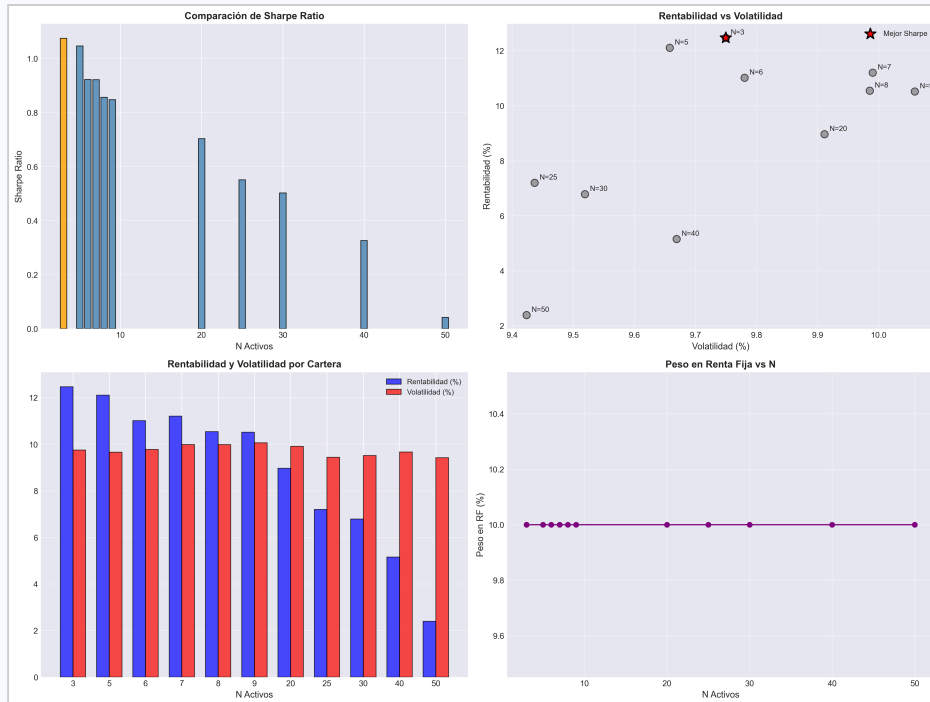 Comparación de Sharpe Ratio
Sharpe Ratio
1.0
0.8
0.6
0.4
0.2
0.0
10
20
30
40
50
N Activos
Rentabilidad vs Volatilidad
Mejor Sharpe
Rentabilidad (%)
12
10
8
6
4
2
N=3
N=5
N=6
N=7
N=8
N=
N=20
N=25
N=30
N=40
N=50
9.4
9.5
9.6
9.7
9.8
9.9
10.0
Volatilidad (%)
Rentabilidad y Volatilidad por Cartera
Rentabilidad (%)
Volatilidad (%)
12
10
8
6
4
2
0
3
5
6
7
8
9
20
25
30
40
50
N Activos
Peso en Renta Fija vs N
Peso en RF (%)
10.4
10.2
10.0
9.8
9.6
10
20
30
40
50
N Activos